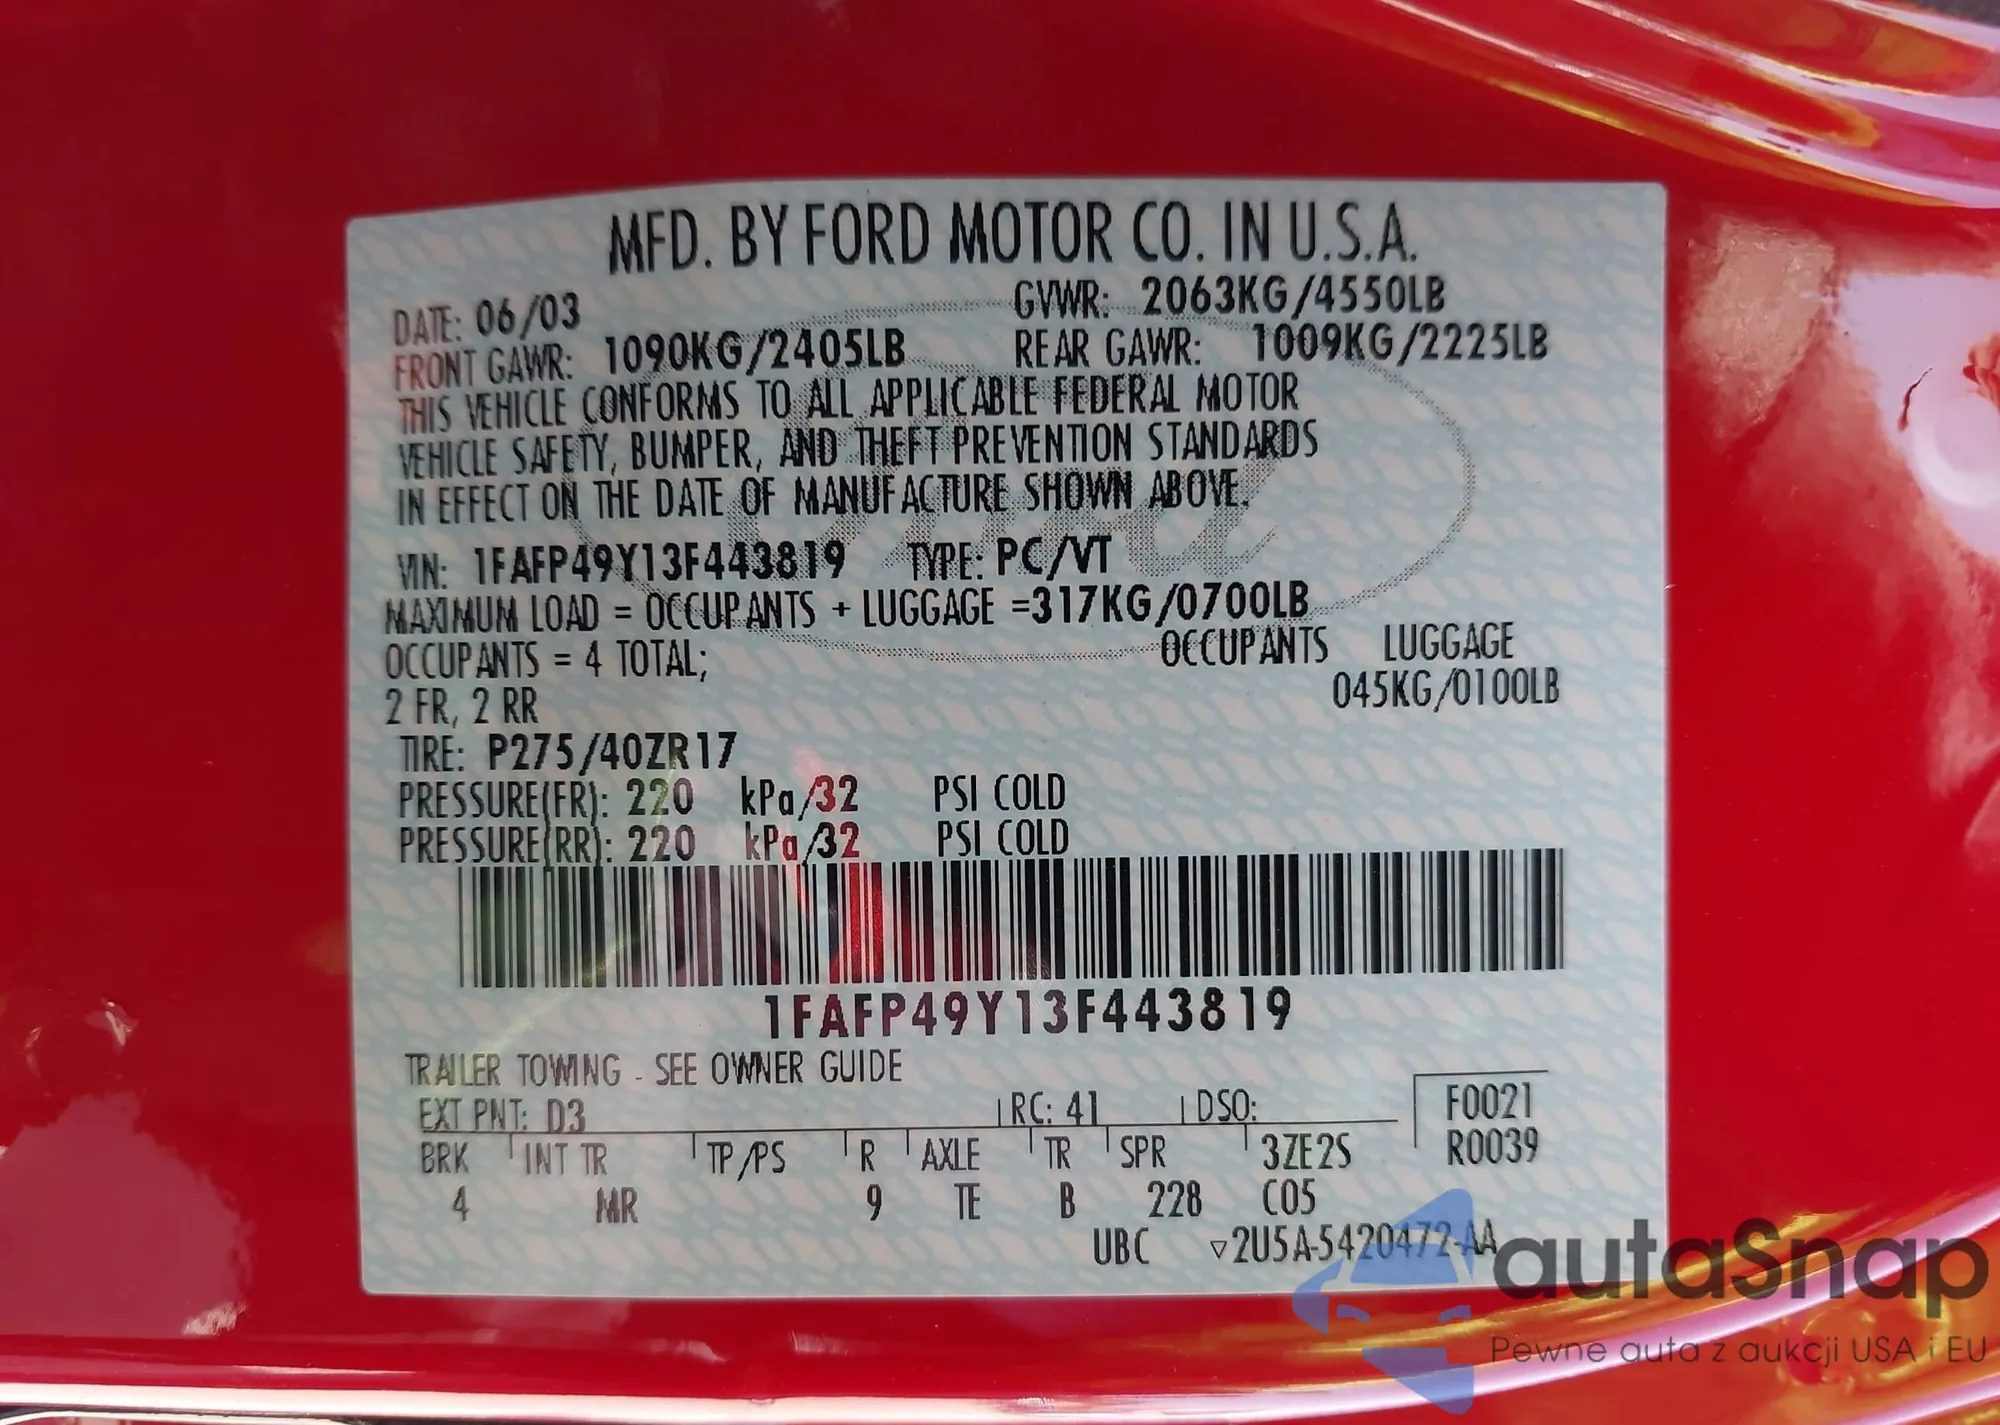 MFD. BY FORD MOTOR CO. IN U.S.A.
DATE: 06/03 GVWR: 2063KG/4550LB
FRONT GAWR: 1090KG/2405LB REAR GAWR: 1009KG/2225LB
THIS VEHICLE CONFORMS TO ALL APPLICABLE FEDERAL MOTOR
VEHICLE SAFETY, BUMPER, AND THEFT PREVENTION STANDARDS
IN EFFECT ON THE DATE OF MANUFACTURE SHOWN ABOVE.
VIN: 1FAFP49Y13F443819 TYPE: PC/VT
MAXIMUM LOAD = OCCUPANTS + LUGGAGE =317KG/0700LB
OCCUPANTS = 4 TOTAL; OCCUPANTS LUGGAGE
2 FR, 2 RR 045KG/0100LB
TIRE: P275/40ZR17
PRESSURE(FR): 220 kPa/32 PSI COLD
PRESSURE(RR): 220 kPa/32 PSI COLD
1FAFP49Y13F443819
TRAILER TOWING - SEE OWNER GUIDE
EXT PNT: D3 RC: 41 DSO: F0021
BRK INT TR TP/PS R AXLE TR SPR 3ZE2S R0039
4 MR 9 TE B 228 C05
UBC ▽2U5A-5420472-AA
autoSnap
Pewne auta z aukcji USA i EU